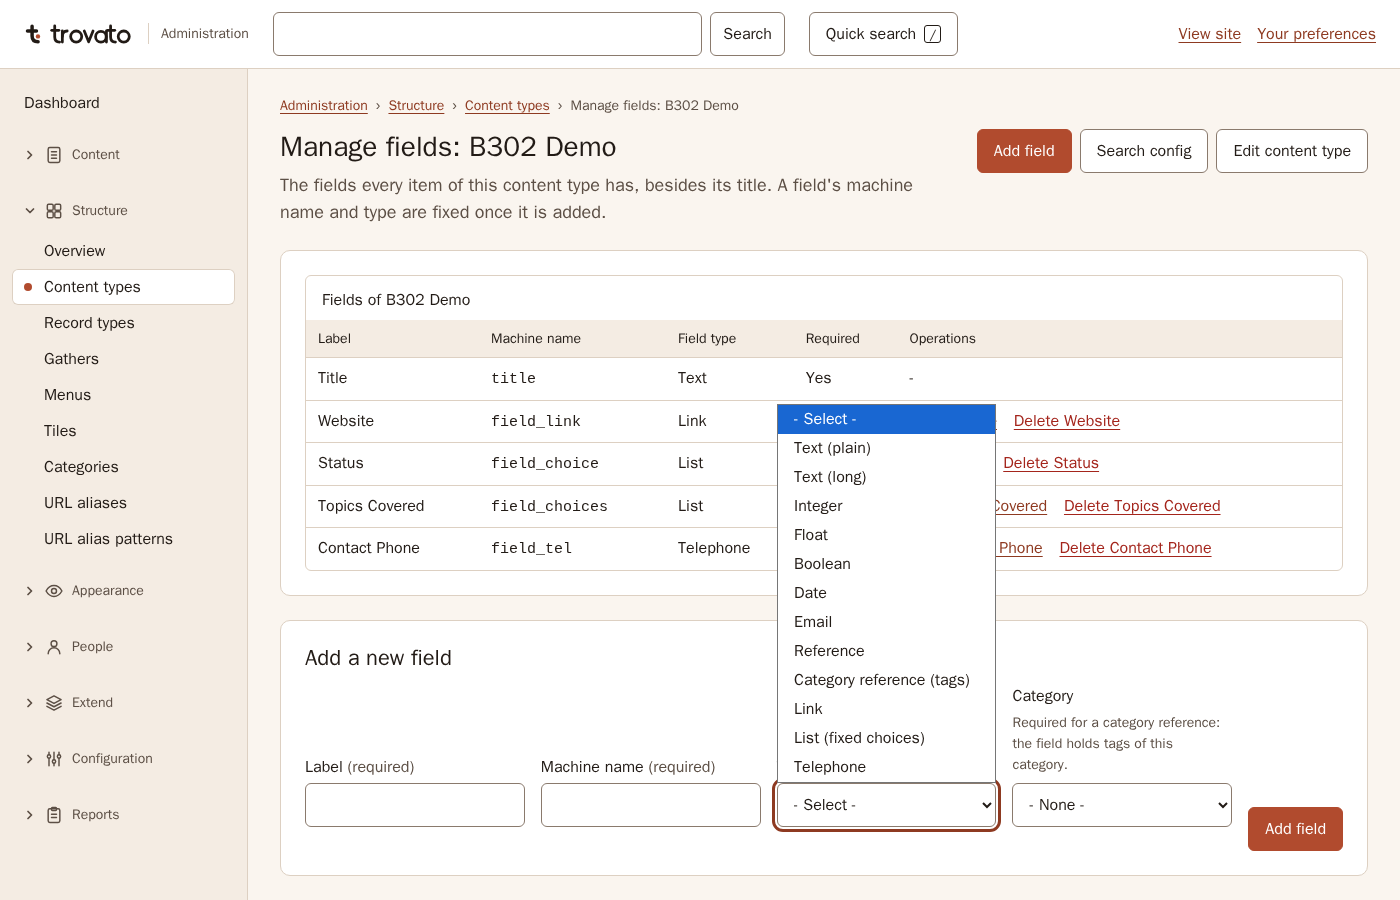 trovato
Administration
Search
Quick search /
View site
Your preferences
Dashboard
Content
Structure
Overview
Content types
Record types
Gathers
Menus
Tiles
Categories
URL aliases
URL alias patterns
Appearance
People
Extend
Configuration
Reports
Administration › Structure › Content types › Manage fields: B302 Demo
Manage fields: B302 Demo
Add field
Search config
Edit content type
The fields every item of this content type has, besides its title. A field's machine
name and type are fixed once it is added.
Fields of B302 Demo
Label Machine name Field type Required Operations
Title title Text Yes -
Website field_link Link Delete Website
Status field_choice List Delete Status
Topics Covered field_choices List Covered Delete Topics Covered
Contact Phone field_tel Telephone Phone Delete Contact Phone
- Select -
Text (plain)
Text (long)
Integer
Float
Boolean
Date
Email
Reference
Category reference (tags)
Link
List (fixed choices)
Telephone
Add a new field
Label (required)
Machine name (required)
- Select -
Category
Required for a category reference:
the field holds tags of this
category.
- None -
Add field